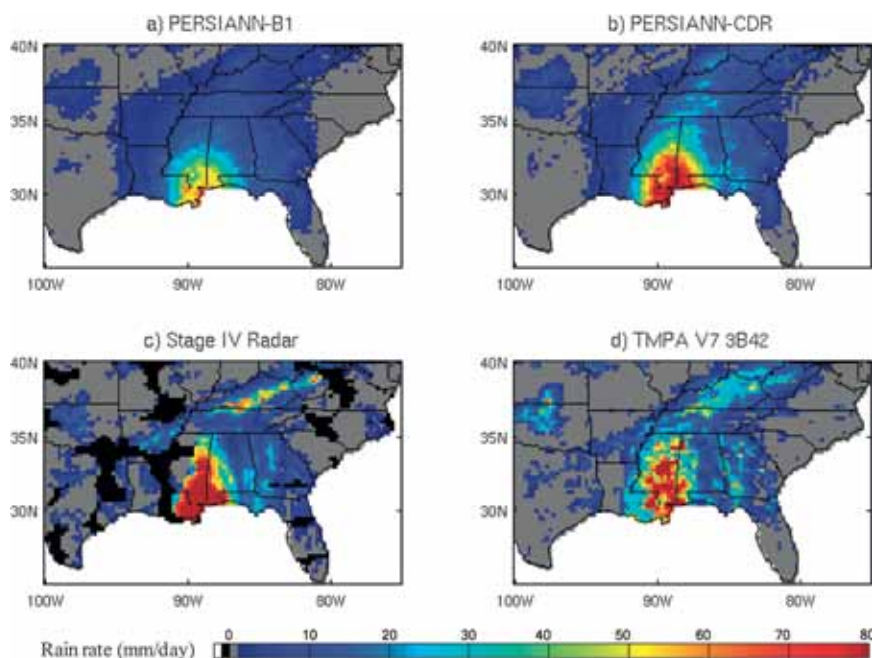 a) PERSIANN-B1
b) PERSIANN-CDR
40N
35N
30N
100W 90W 80W
40N
35N
30N
100W 90W 80W
c) Stage IV Radar
d) TMPA V7 3B42
40N
35N
30N
100W 90W 80W
40N
35N
30N
100W 90W 80W
Rain rate (mm/day) 0 10 20 30 40 50 60 70 80